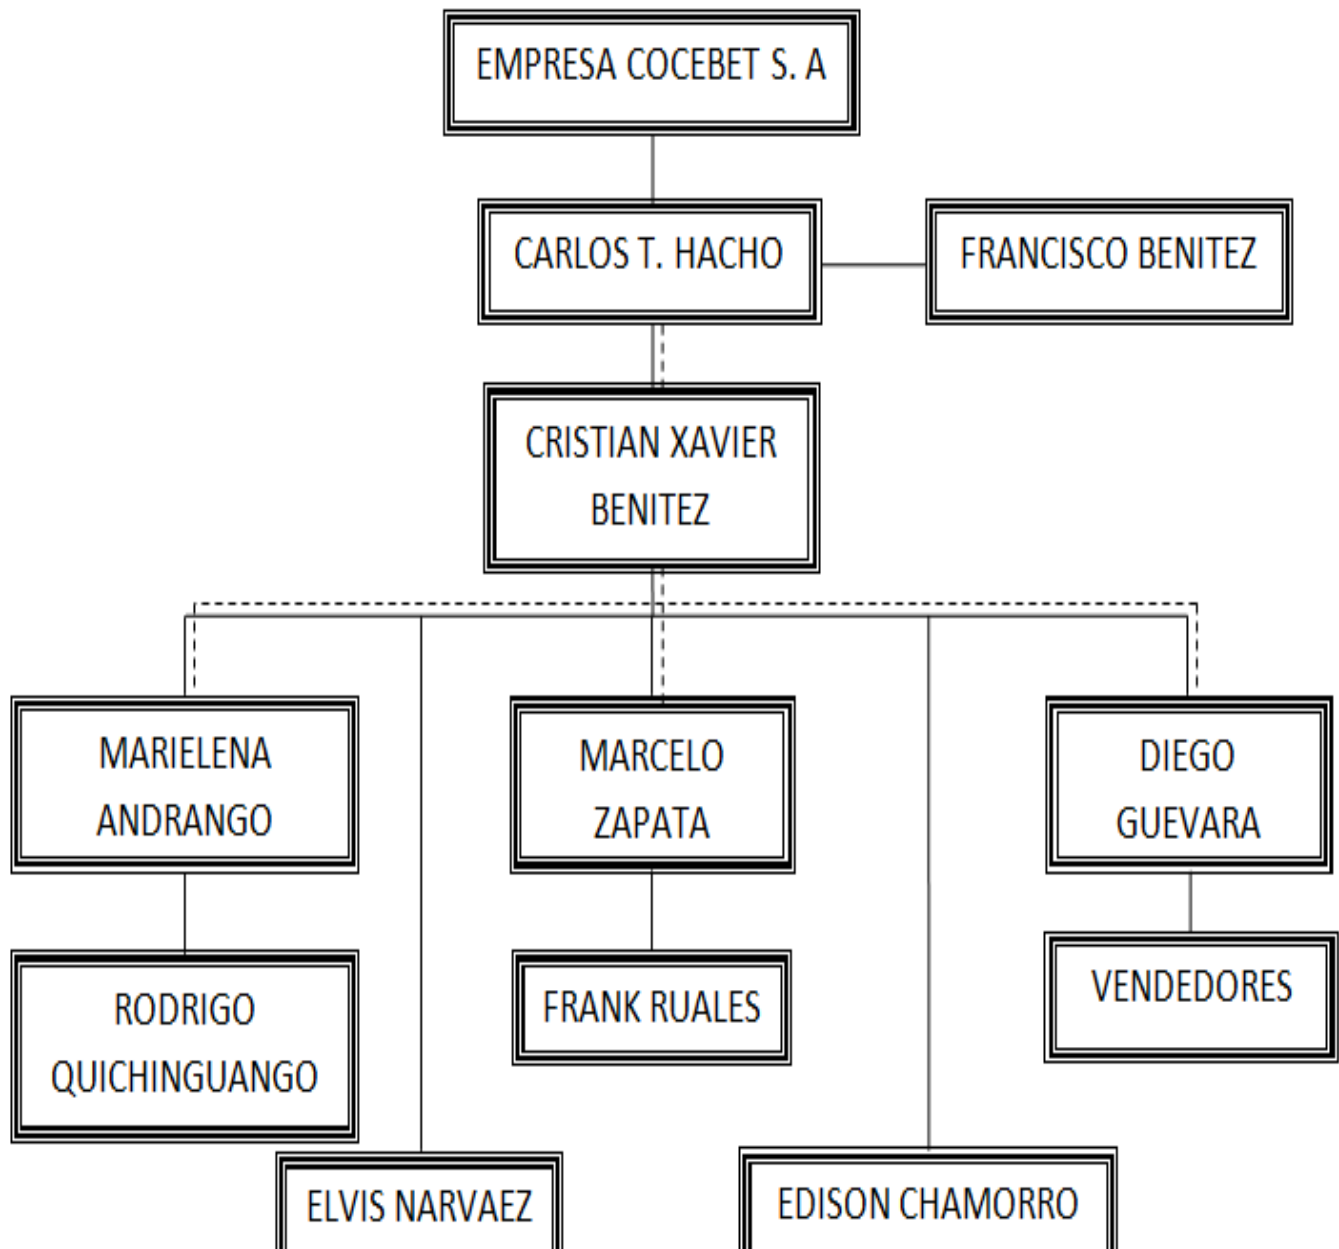 EMPRESA COCEBET S. A
CARLOS T. HACHO
FRANCISCO BENITEZ
CRISTIAN XAVIER
BENITEZ
MARIELENA
ANDRANGO
MARCELO
ZAPATA
DIEGO
GUEVARA
RODRIGO
QUICHINGUANGO
FRANK RUALES
VENDEDORES
ELVIS NARVAEZ
EDISON CHAMORRO